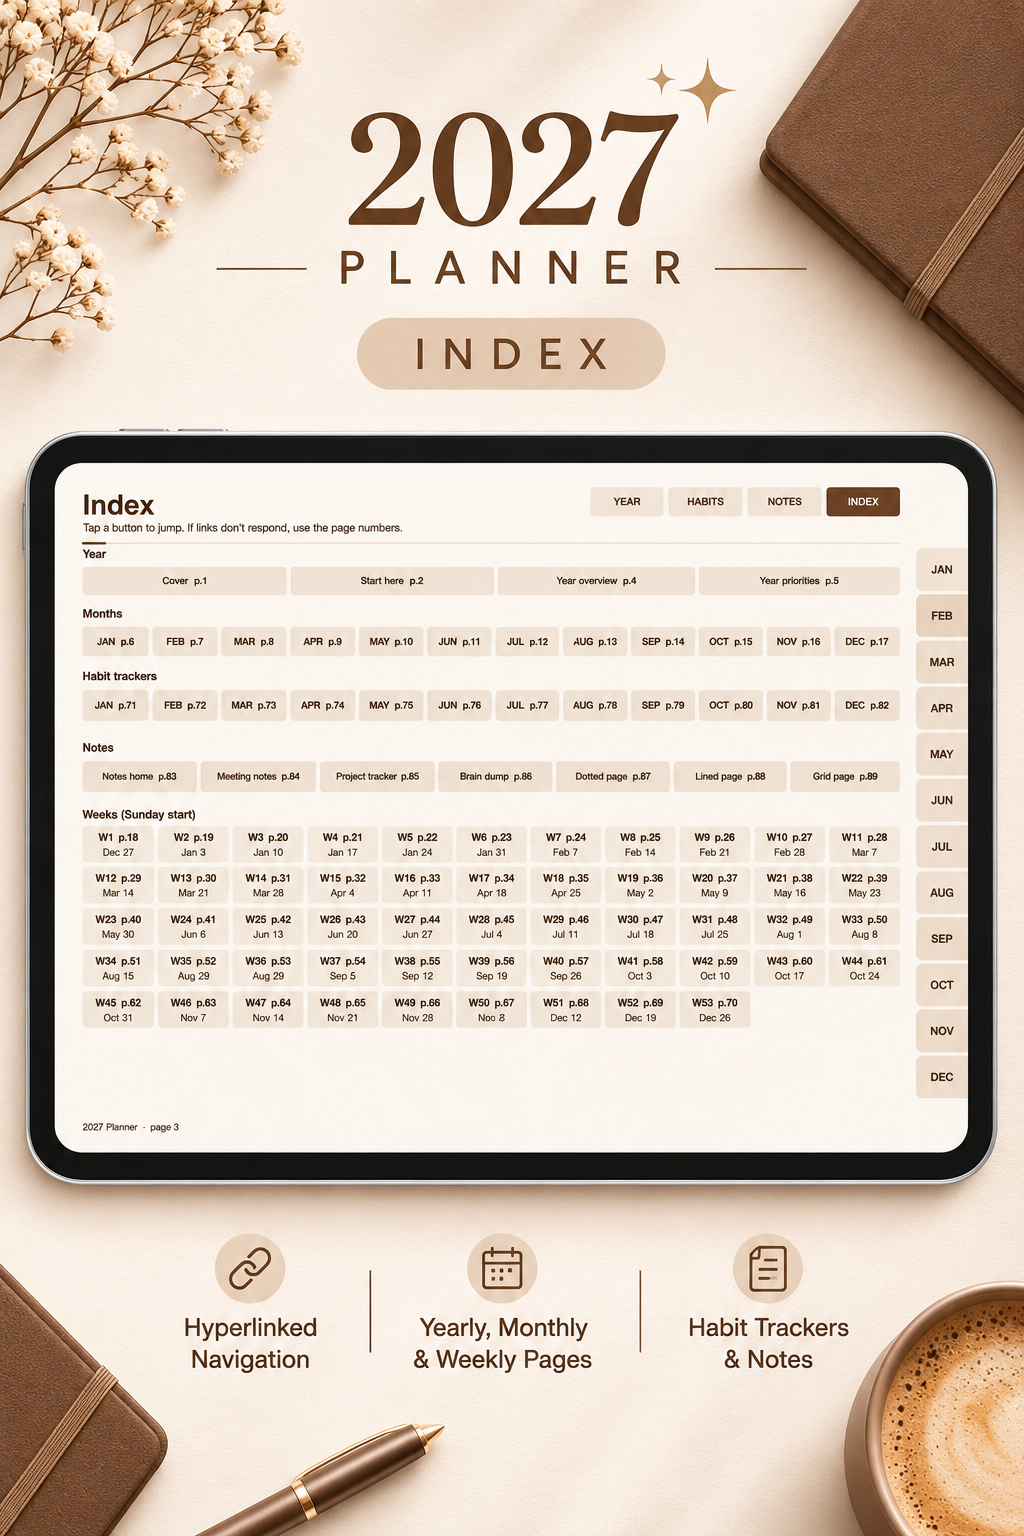 2027
PLANNER
INDEX
Index
Tap a button to jump. If links don't respond, use the page numbers.
YEAR HABITS NOTES INDEX
Year
Cover p.1 Start here p.2 Year overview p.4 Year priorities p.5
Months
JAN p.6 FEB p.7 MAR p.8 APR p.9 MAY p.10 JUN p.11 JUL p.12 AUG p.13 SEP p.14 OCT p.15 NOV p.16 DEC p.17
Habit trackers
JAN p.71 FEB p.72 MAR p.73 APR p.74 MAY p.75 JUN p.76 JUL p.77 AUG p.78 SEP p.79 OCT p.80 NOV p.81 DEC p.82
Notes
Notes home p.83 Meeting notes p.84 Project tracker p.85 Brain dump p.86 Dotted page p.87 Lined page p.88 Grid page p.89
Weeks (Sunday start)
W1 p.18 W2 p.19 W3 p.20 W4 p.21 W5 p.22 W6 p.23 W7 p.24 W8 p.25 W9 p.26 W10 p.27 W11 p.28
Dec 27 Jan 3 Jan 10 Jan 17 Jan 24 Jan 31 Feb 7 Feb 14 Feb 21 Feb 28 Mar 7
W12 p.29 W13 p.30 W14 p.31 W15 p.32 W16 p.33 W17 p.34 W18 p.35 W19 p.36 W20 p.37 W21 p.38 W22 p.39
Mar 14 Mar 21 Mar 28 Apr 4 Apr 11 Apr 18 Apr 25 May 2 May 9 May 16 May 23
W23 p.40 W24 p.41 W25 p.42 W26 p.43 W27 p.44 W28 p.45 W29 p.46 W30 p.47 W31 p.48 W32 p.49 W33 p.50
May 30 Jun 6 Jun 13 Jun 20 Jun 27 Jul 4 Jul 11 Jul 18 Jul 25 Aug 1 Aug 8
W34 p.51 W35 p.52 W36 p.53 W37 p.54 W38 p.55 W39 p.56 W40 p.57 W41 p.58 W42 p.59 W43 p.60 W44 p.61
Aug 15 Aug 29 Aug 29 Sep 5 Sep 12 Sep 19 Sep 26 Oct 3 Oct 10 Oct 17 Oct 24
W45 p.62 W46 p.63 W47 p.64 W48 p.65 W49 p.66 W50 p.67 W51 p.68 W52 p.69 W53 p.70
Oct 31 Nov 7 Nov 14 Nov 21 Nov 28 Noo 8 Dec 12 Dec 19 Dec 26
2027 Planner · page 3
JAN
FEB
MAR
APR
MAY
JUN
JUL
AUG
SEP
OCT
NOV
DEC
Hyperlinked
Navigation
Yearly, Monthly
& Weekly Pages
Habit Trackers
& Notes